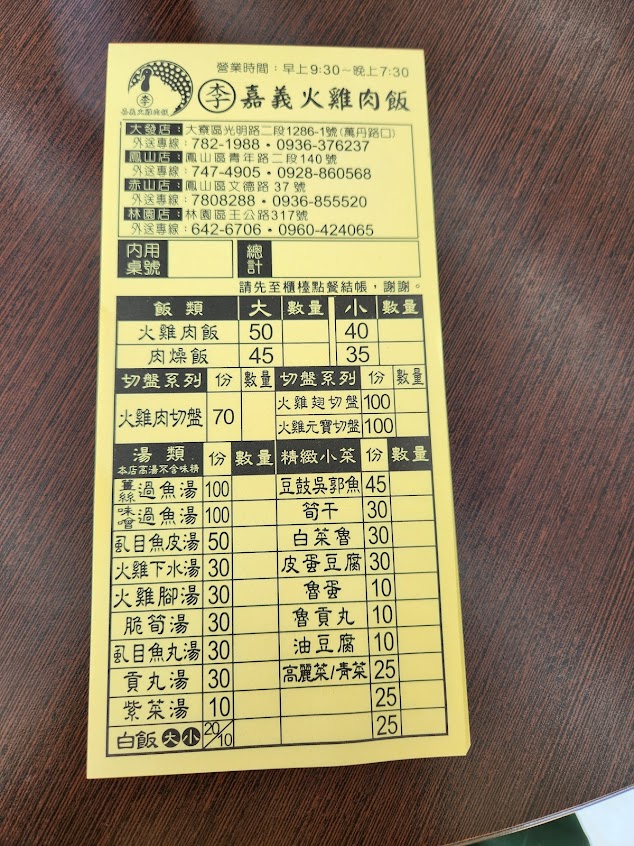 營業時間：早上9:30～晚上7:30
李 嘉義火雞肉飯
李
大發店：大寮區光明路二段1286-1號(萬丹路口)
外送專線：782-1988・0936-376237
鳳山店：鳳山區青年路二段140號
外送專線：747-4905・0928-860568
赤山店：鳳山區文德路 37 號
外送專線：7808288・0936-855520
林園店：林園區王公路317號
外送專線：642-6706・0960-424065
內用桌號 總計
請先至櫃檯點餐結帳，謝謝。
飯類 大 數量 小 數量
火雞肉飯 50 40
肉燥飯 45 35
切盤系列 份 數量 切盤系列 份 數量
火雞肉切盤 70 火雞翅切盤 100
火雞元寶切盤 100
湯類 份 數量 精緻小菜 份 數量
本店高湯不含味精
薑絲過魚湯 100 豆鼓吳郭魚 45
味噌過魚湯 100 筍干 30
虱目魚皮湯 50 白菜魯 30
火雞下水湯 30 皮蛋豆腐 30
火雞腳湯 30 魯蛋 10
脆筍湯 30 魯貢丸 10
虱目魚丸湯 30 油豆腐 10
貢丸湯 30 高麗菜/青菜 25
紫菜湯 10 25
白飯 大 小 20/10 25